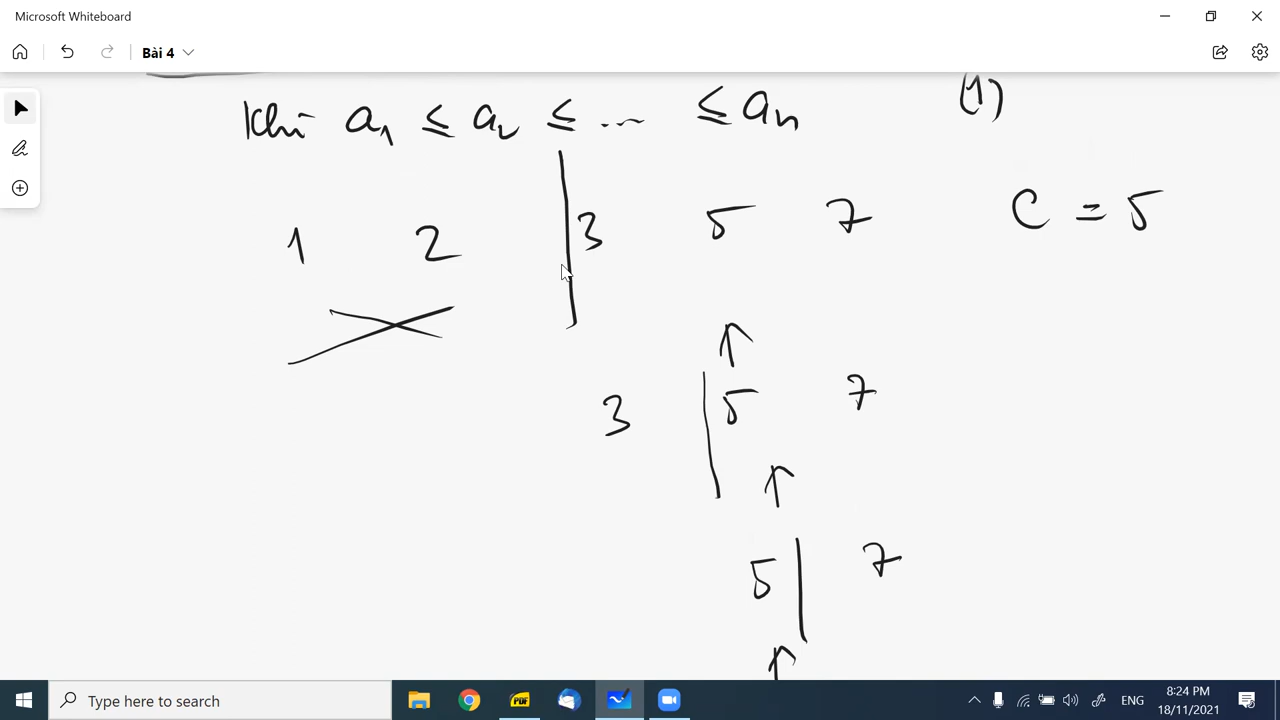 Microsoft Whiteboard
Bài 4
Khi a₁ ≤ a₂ ≤ ... ≤ aₙ (1)
1 2 3 5 7 C = 5
3 5 7
5 7
Type here to search
PDF
ENG
8:24 PM
18/11/2021